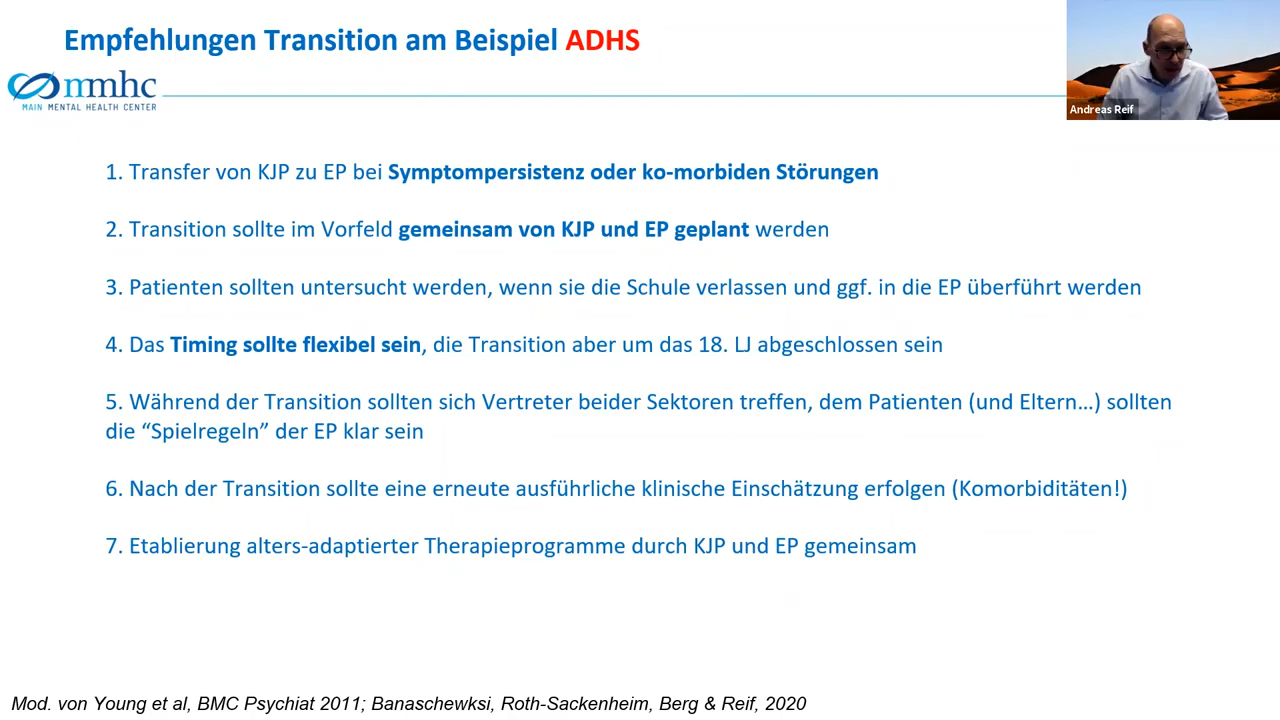 Empfehlungen Transition am Beispiel ADHS
mmhc
MAIN MENTAL HEALTH CENTER
Andreas Reif
1. Transfer von KJP zu EP bei Symptompersistenz oder ko-morbiden Störungen
2. Transition sollte im Vorfeld gemeinsam von KJP und EP geplant werden
3. Patienten sollten untersucht werden, wenn sie die Schule verlassen und ggf. in die EP überführt werden
4. Das Timing sollte flexibel sein, die Transition aber um das 18. LJ abgeschlossen sein
5. Während der Transition sollten sich Vertreter beider Sektoren treffen, dem Patienten (und Eltern…) sollten
die “Spielregeln” der EP klar sein
6. Nach der Transition sollte eine erneute ausführliche klinische Einschätzung erfolgen (Komorbiditäten!)
7. Etablierung alters-adaptierter Therapieprogramme durch KJP und EP gemeinsam
Mod. von Young et al, BMC Psychiat 2011; Banaschewksi, Roth-Sackenheim, Berg & Reif, 2020